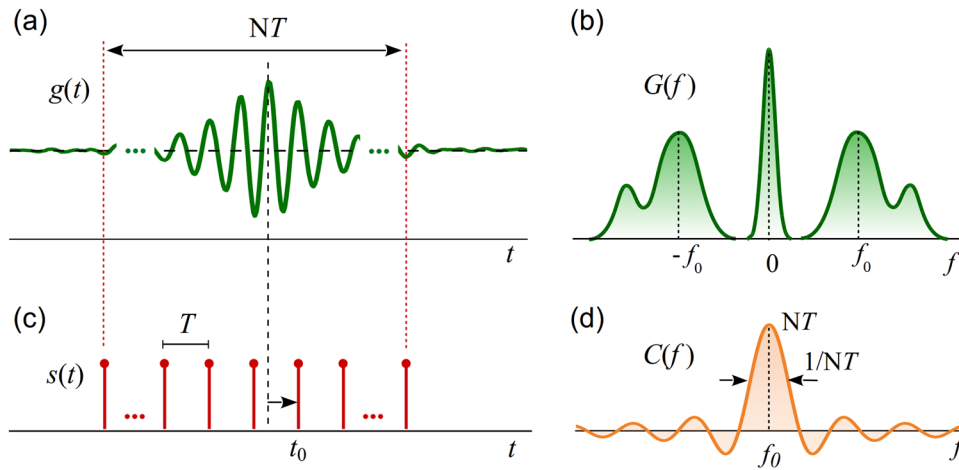 (a)
NT
g(t)
t
(b)
G(f)
-f₀
0
f₀
f
(c)
T
s(t)
t₀
t
(d)
NT
C(f)
1/NT
f₀
f